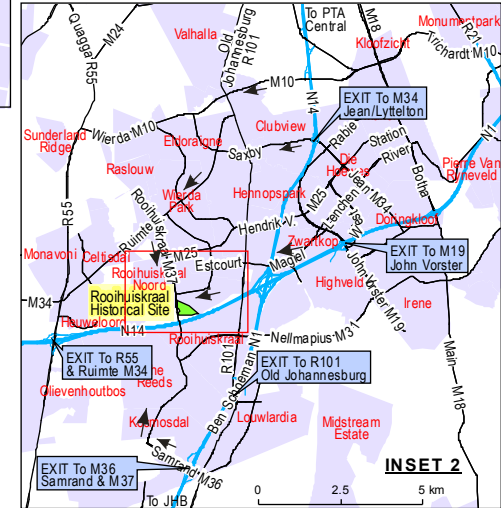 To PTA
Central
M18
Monumentpark
R21
Trichardt M10
Quagga R55
M24
Valhalla
Old
Johannesburg
R101
Kloofzicht
N14
M10
EXIT To M34
Jean/Lyttelton
N1
Sunderland
Ridge
Wierda M10
Eldoraigne
Clubview
Saxby
Rabie
Station
River
Die
Hoewes
Pierre Van
Ryneveld
Botha
Raslouw
Wierda
Park
Hennopspark
M25
Jean M34
Lenchen
Isa
Doringkloof
R55
Rooihuiskraal
M37
Ruimte
Hendrik V.
Zwartkop
EXIT To M19
John Vorster
Monavoni
Celtisdal
M25
Estcourt
Magiel
John Vorster M19
Rooihuiskraal
Noord
Highveld
Irene
M34
Rooihuiskraal
Historical Site
Heuweloord
N14
Rooihuiskraal
Nellmapius M31
R101
EXIT To R55
& Ruimte M34
The
Reeds
EXIT To R101
Old Johannesburg
Main
M18
Olievenhoutbos
Ben Schoeman N1
Kosmosdal
Louwlardia
Midstream
Estate
Samrand M36
EXIT To M36
Samrand & M37
INSET 2
To JHB
0 2.5 5 km